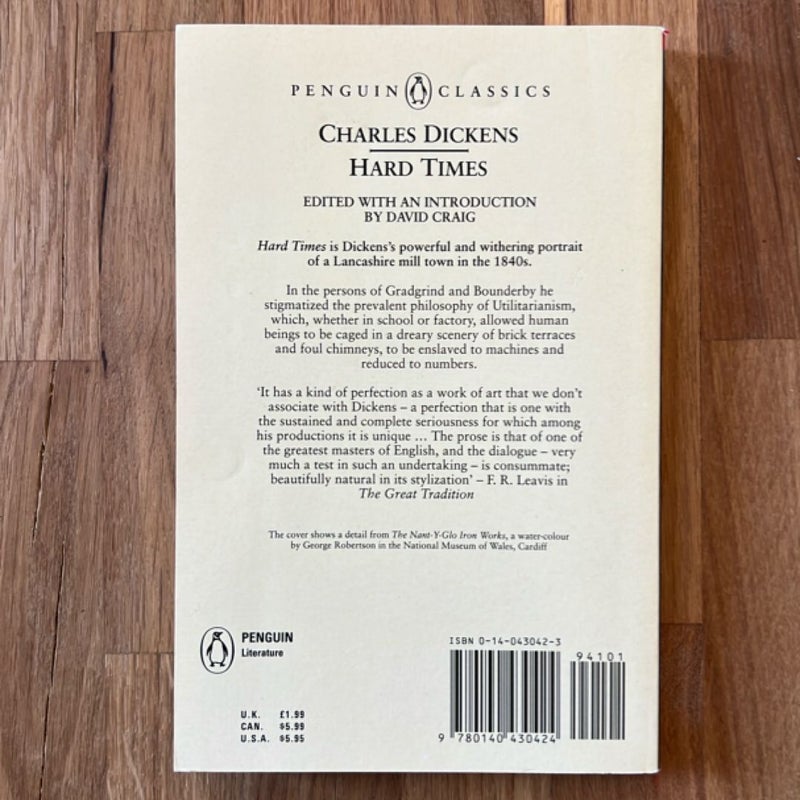 PENGUIN CLASSICS
CHARLES DICKENS
HARD TIMES
EDITED WITH AN INTRODUCTION
BY DAVID CRAIG
Hard Times is Dickens's powerful and withering portrait
of a Lancashire mill town in the 1840s.
In the persons of Gradgrind and Bounderby he
stigmatized the prevalent philosophy of Utilitarianism,
which, whether in school or factory, allowed human
beings to be caged in a dreary scenery of brick terraces
and foul chimneys, to be enslaved to machines and
reduced to numbers.
‘It has a kind of perfection as a work of art that we don't
associate with Dickens – a perfection that is one with
the sustained and complete seriousness for which among
his productions it is unique ... The prose is that of one of
the greatest masters of English, and the dialogue – very
much a test in such an undertaking – is consummate;
beautifully natural in its stylization’ – F. R. Leavis in
The Great Tradition
The cover shows a detail from The Nant-Y-Glo Iron Works, a water-colour
by George Robertson in the National Museum of Wales, Cardiff
PENGUIN
Literature
U.K. £1.99
CAN. $5.99
U.S.A. $5.95
ISBN 0-14-043042-3
94101
9 780140 430424